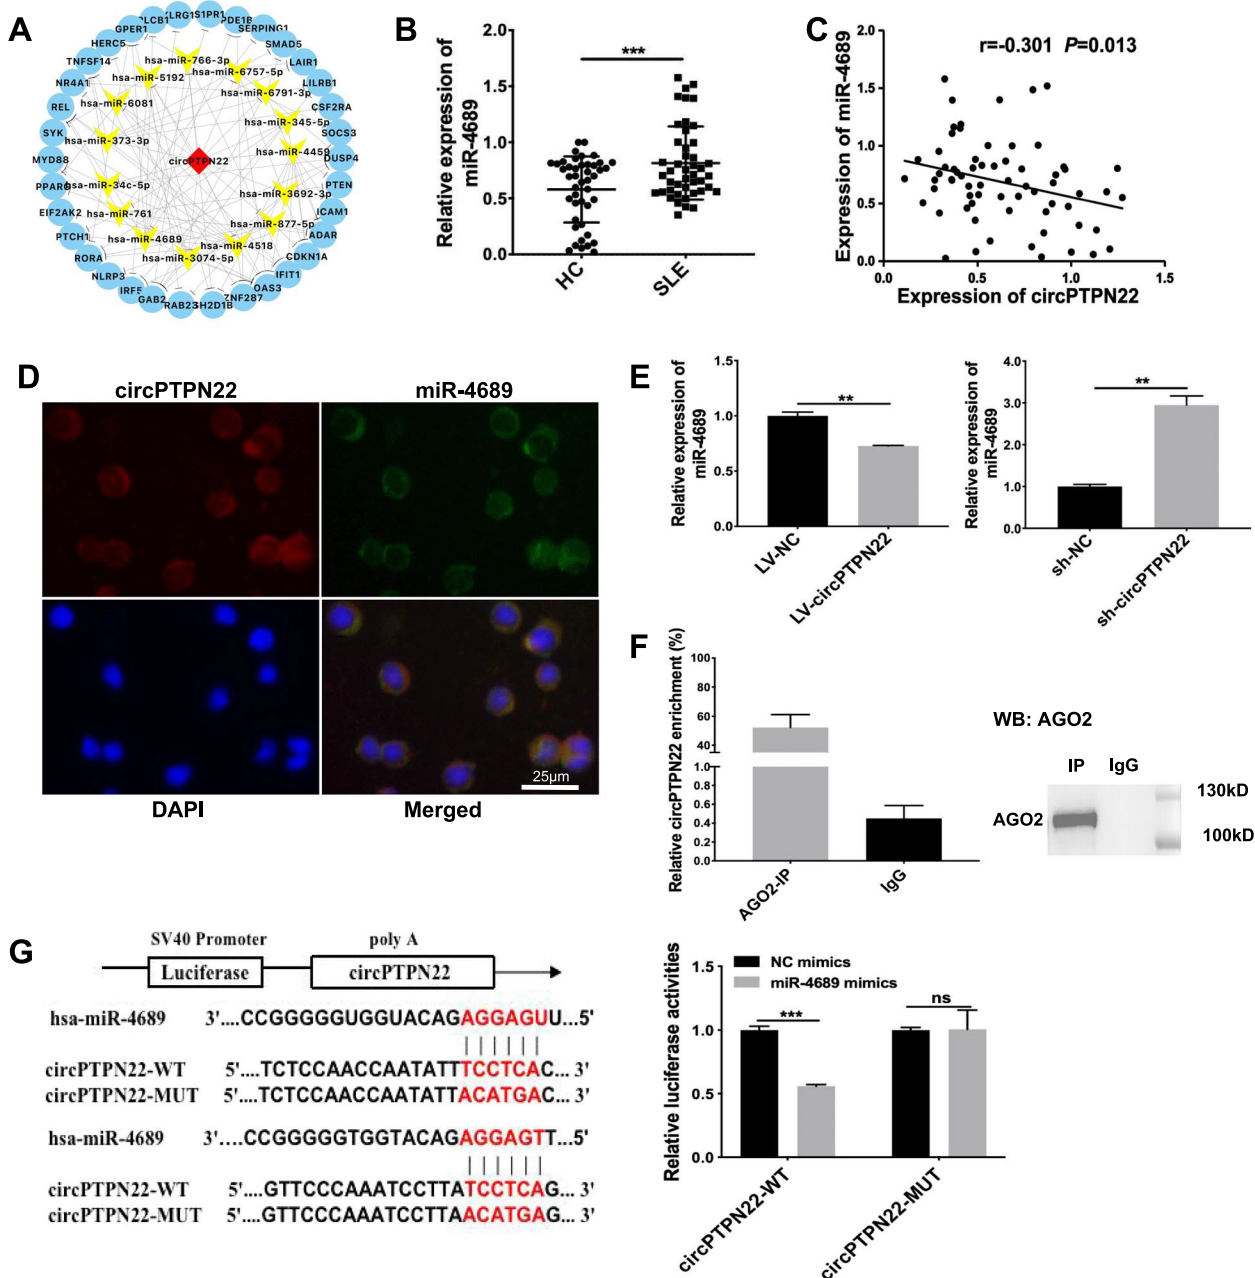 A
PLCB1
KLRG1
S1PR1
PDE1B
GPER1
SERPING1
HERC5
SMAD5
TNFSF14
LAIR1
NR4A1
LILRB1
REL
CSF2RA
SYK
SOCS3
MYD88
DUSP4
PTEN
EIF2AK2
ICAM1
PTCH1
ADAR
RORA
CDKN1A
NLRP3
IFIT1
IRF5
OAS3
GAB2
RAB23
ZNF287
hsa-miR-766-3p
hsa-miR-5192
hsa-miR-6757-5p
hsa-miR-6791-3p
hsa-miR-6081
hsa-miR-345-5p
hsa-miR-373-3p
hsa-miR-4459
circPTPN22
hsa-miR-34c-5p
hsa-miR-3692-3p
hsa-miR-761
hsa-miR-877-5p
hsa-miR-4689
hsa-miR-4518
hsa-miR-3074-5p
B
Relative expression of
miR-4689
2.0
1.5
1.0
0.5
0.0
***
HC
SLE
C
Expression of miR-4689
2.0
1.5
1.0
0.5
0.0
r=-0.301 P=0.013
0.0
0.5
1.0
1.5
Expression of circPTPN22
D
circPTPN22
miR-4689
25μm
DAPI
Merged
E
Relative expression of
miR-4689
1.5
1.0
0.5
0.0
**
LV-NC
LV-circPTPN22
Relative expression of
miR-4689
4.0
3.0
2.0
1.0
0.0
**
sh-NC
sh-circPTPN22
F
Relative circPTPN22 enrichment (%)
100
80
60
40
1.0
0.8
0.6
0.4
0.2
0.0
AGO2-IP
IgG
WB: AGO2
IP IgG
AGO2
130kD
100kD
G
SV40 Promoter
poly A
Luciferase
circPTPN22
hsa-miR-4689 3'....CCGGGGGUGGUACAGAGGAGUU...5'
circPTPN22-WT 5'....TCTCCAACCAATATTTCCTCAC... 3'
circPTPN22-MUT 5'....TCTCCAACCAATATTACATGAC... 3'
hsa-miR-4689 3'....CCGGGGGTGGTACAGAGGAGTT...5'
circPTPN22-WT 5'....GTTCCCAAATCCTTATCCTCAG... 3'
circPTPN22-MUT 5'....GTTCCCAAATCCTTAACATGAG... 3'
Relative luciferase activities
1.5
1.0
0.5
0.0
NC mimics
miR-4689 mimics
***
ns
circPTPN22-WT
circPTPN22-MUT